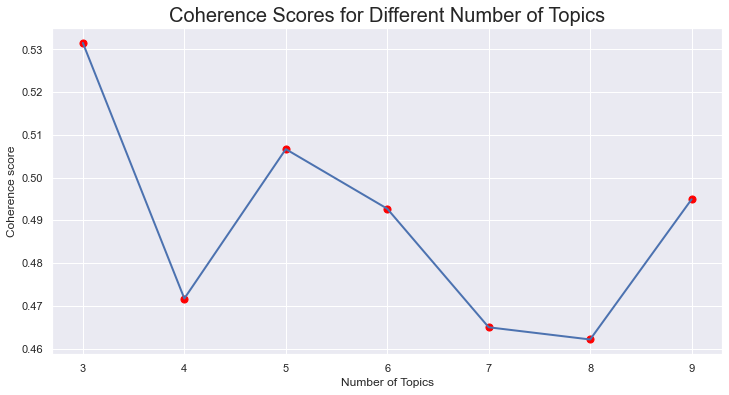 Coherence Scores for Different Number of Topics
Coherence score
0.53
0.52
0.51
0.50
0.49
0.48
0.47
0.46
3 4 5 6 7 8 9
Number of Topics